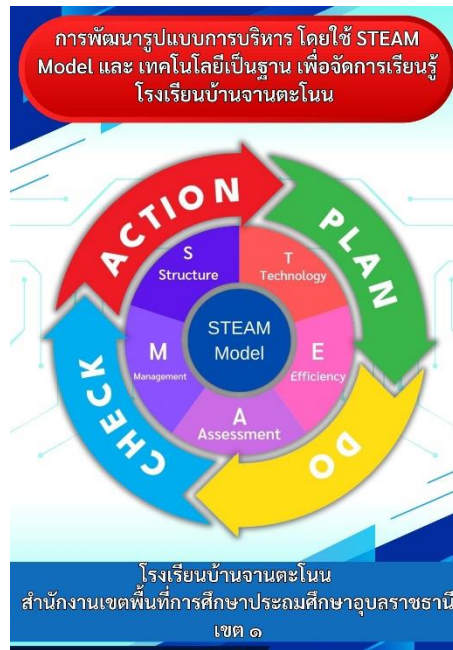 การพัฒนารูปแบบการบริหาร โดยใช้ STEAM
Model และ เทคโนโลยีเป็นฐาน เพื่อจัดการเรียนรู้
โรงเรียนบ้านจานตะโนน
ACTION
PLAN
DO
CHECK
S
Structure
T
Technology
E
Efficiency
A
Assessment
M
Management
STEAM
Model
โรงเรียนบ้านจานตะโนน
สำนักงานเขตพื้นที่การศึกษาประถมศึกษาอุบลราชธานี
เขต ๑